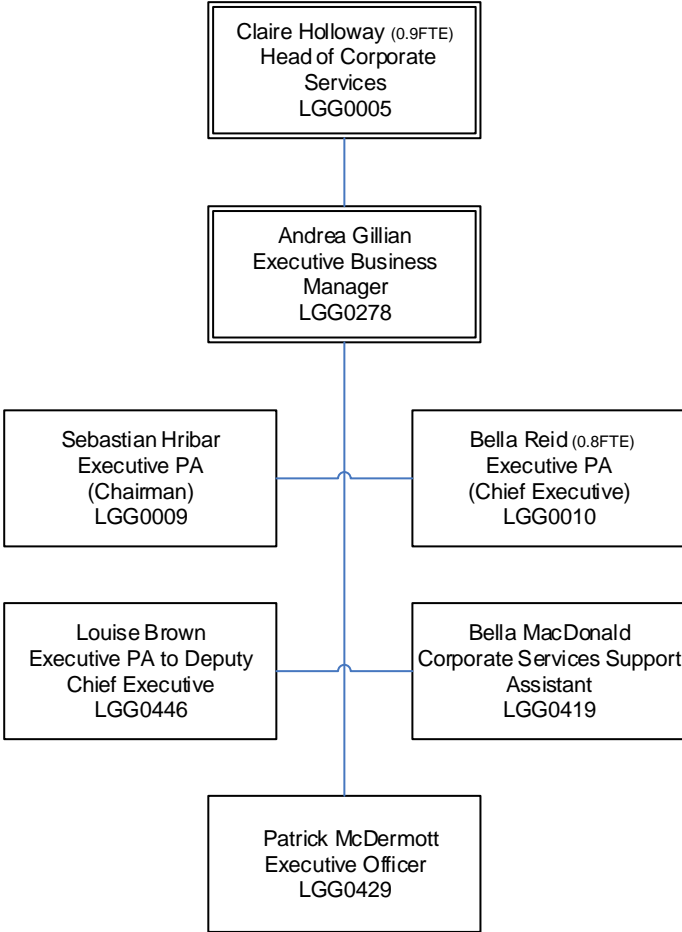 Claire Holloway (0.9FTE)
Head of Corporate
Services
LGG0005
Andrea Gillian
Executive Business
Manager
LGG0278
Sebastian Hribar
Executive PA
(Chairman)
LGG0009
Bella Reid (0.8FTE)
Executive PA
(Chief Executive)
LGG0010
Louise Brown
Executive PA to Deputy
Chief Executive
LGG0446
Bella MacDonald
Corporate Services Support
Assistant
LGG0419
Patrick McDermott
Executive Officer
LGG0429